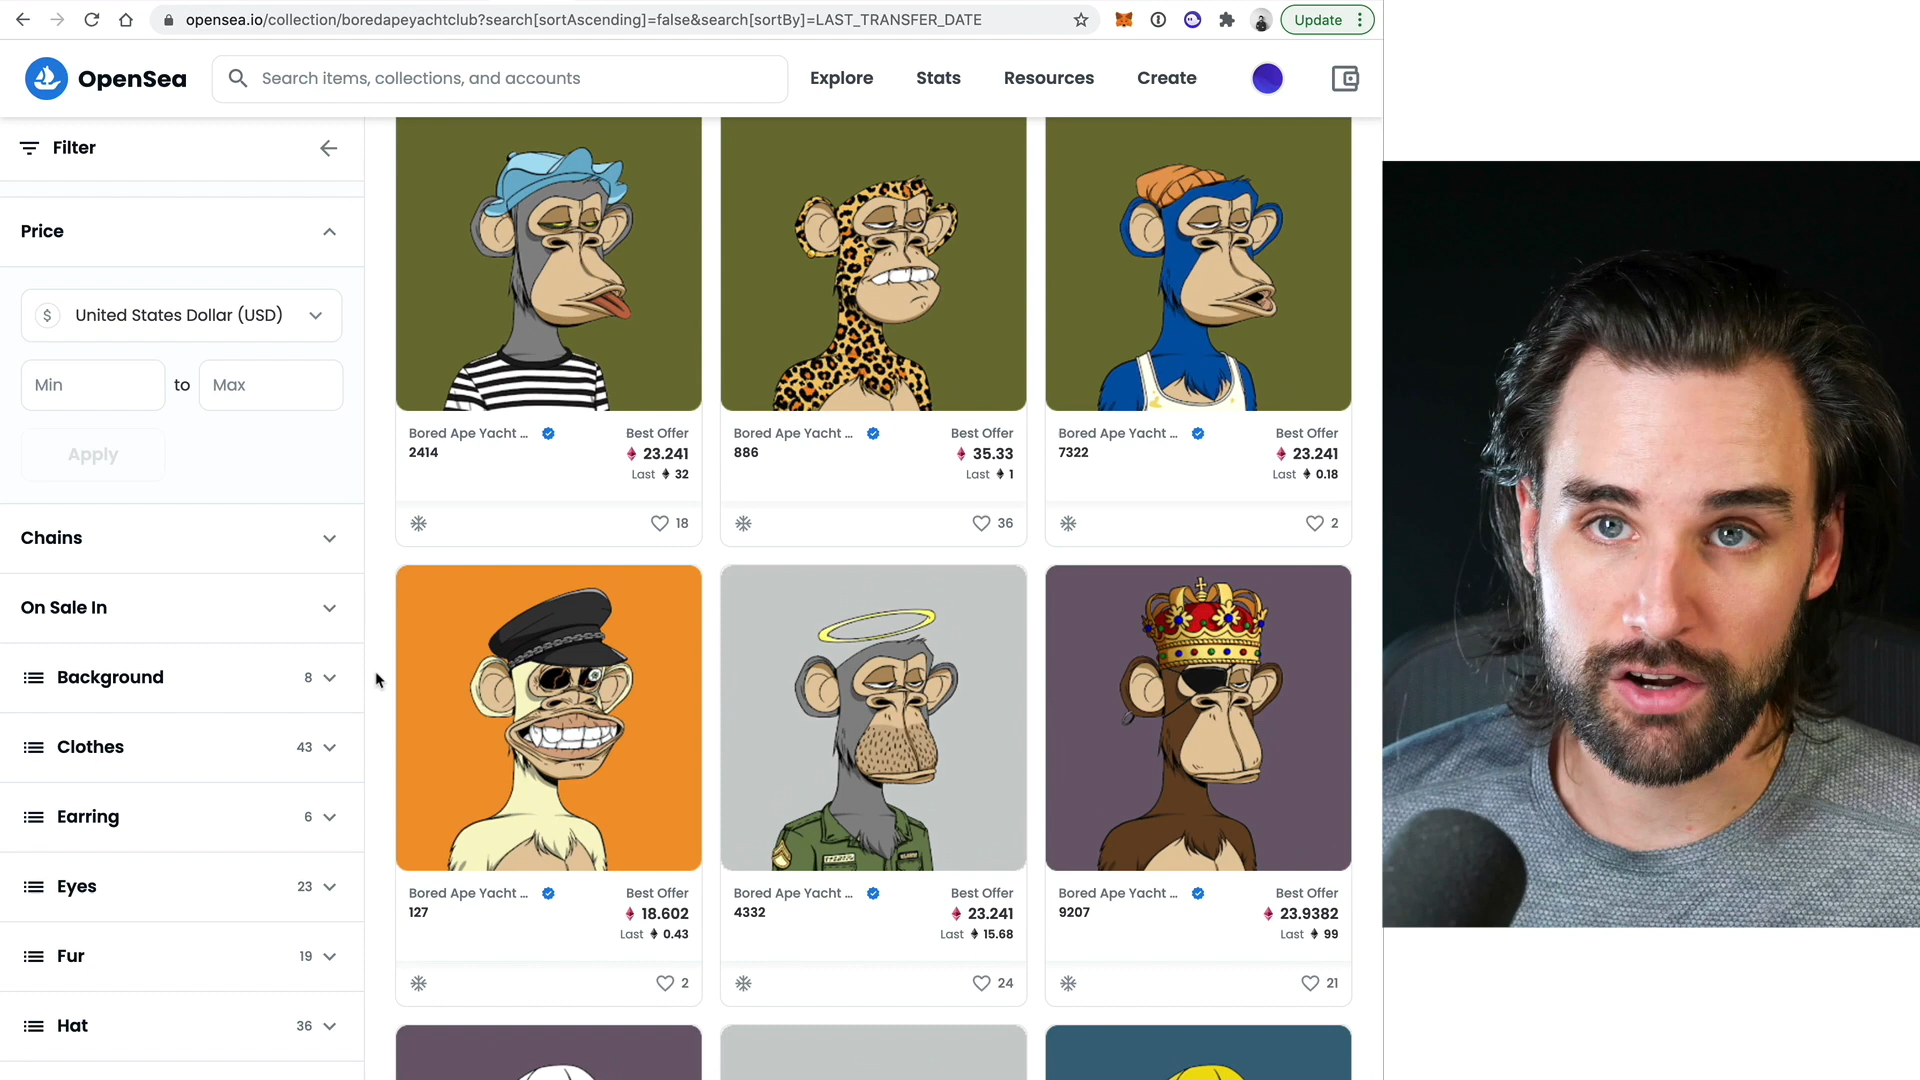 opensea.io/collection/boredapeyachtclub?search[sortAscending]=false&search[sortBy]=LAST_TRANSFER_DATE
Update
OpenSea
Search items, collections, and accounts
Explore
Stats
Resources
Create
Filter
Price
$ United States Dollar (USD)
Min to Max
Apply
Chains
On Sale In
Background 8
Clothes 43
Earring 6
Eyes 23
Fur 19
Hat 36
Bored Ape Yacht ... Best Offer
2414 23.241
Last 32
18
Bored Ape Yacht ... Best Offer
886 35.33
Last 1
36
Bored Ape Yacht ... Best Offer
7322 23.241
Last 0.18
2
Bored Ape Yacht ... Best Offer
127 18.602
Last 0.43
2
Bored Ape Yacht ... Best Offer
4332 23.241
Last 15.68
24
Bored Ape Yacht ... Best Offer
9207 23.9382
Last 99
21